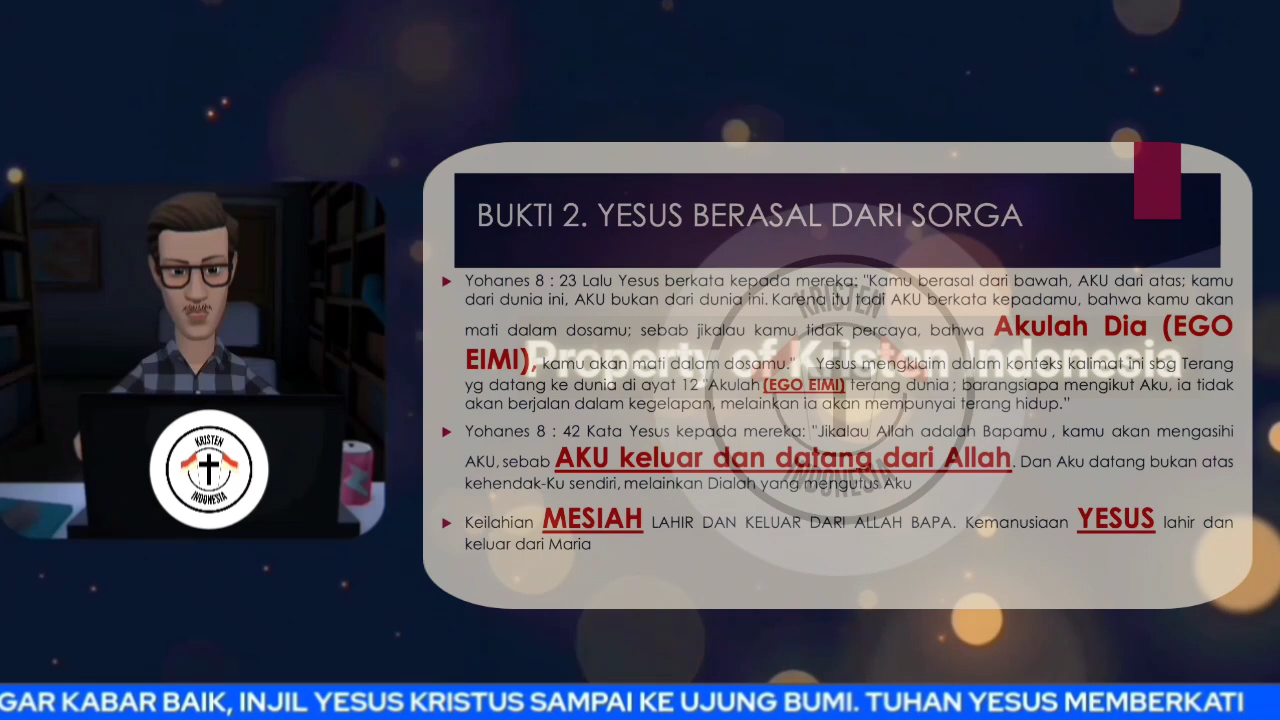 BUKTI 2. YESUS BERASAL DARI SORGA
Yohanes 8 : 23 Lalu Yesus berkata kepada mereka: "Kamu berasal dari bawah, AKU dari atas; kamu
dari dunia ini, AKU bukan dari dunia ini. Karena itu tadi AKU berkata kepadamu, bahwa kamu akan
mati dalam dosamu; sebab jikalau kamu tidak percaya, bahwa Akulah Dia (EGO
EIMI), kamu akan mati dalam dosamu." Yesus mengklaim dalam konteks kalimat ini sbg Terang
yg datang ke dunia di ayat 12 "Akulah (EGO EIMI) terang dunia ; barangsiapa mengikut Aku, ia tidak
akan berjalan dalam kegelapan, melainkan ia akan mempunyai terang hidup."
Yohanes 8 : 42 Kata Yesus kepada mereka: "Jikalau Allah adalah Bapamu , kamu akan mengasihi
AKU, sebab AKU keluar dan datang dari Allah. Dan Aku datang bukan atas
kehendak-Ku sendiri, melainkan Dialah yang mengutus Aku
Keilahian MESIAH LAHIR DAN KELUAR DARI ALLAH BAPA. Kemanusiaan YESUS lahir dan
keluar dari Maria
Property of Kristen Indonesia
KRISTEN
INDONESIA
KRISTEN
INDONESIA
GAR KABAR BAIK, INJIL YESUS KRISTUS SAMPAI KE UJUNG BUMI. TUHAN YESUS MEMBERKATI